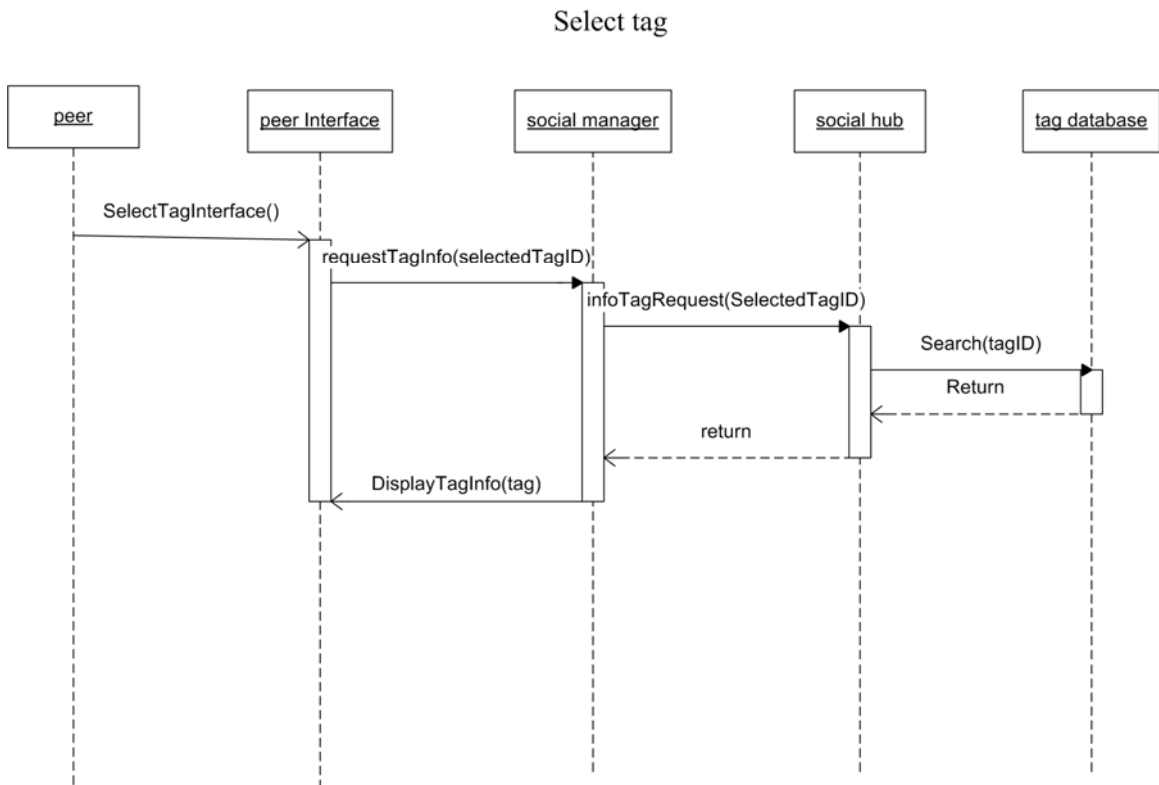 Select tag
peer
peer Interface
social manager
social hub
tag database
SelectTagInterface()
requestTagInfo(selectedTagID)
infoTagRequest(SelectedTagID)
Search(tagID)
Return
return
DisplayTagInfo(tag)